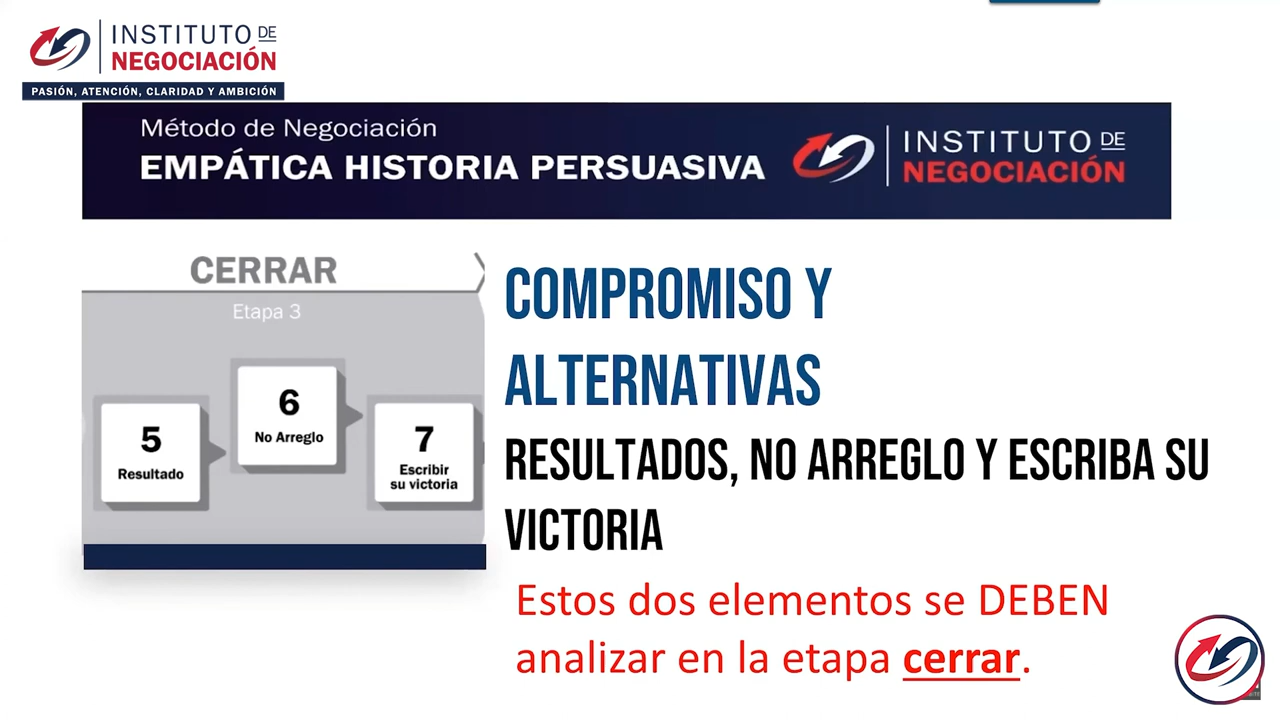 INSTITUTO DE
NEGOCIACIÓN
PASIÓN, ATENCIÓN, CLARIDAD Y AMBICIÓN
Método de Negociación
EMPÁTICA HISTORIA PERSUASIVA
INSTITUTO DE
NEGOCIACIÓN
CERRAR
Etapa 3
5
Resultado
6
No Arreglo
7
Escribir
su victoria
COMPROMISO Y
ALTERNATIVAS
RESULTADOS, NO ARREGLO Y ESCRIBA SU
VICTORIA
Estos dos elementos se DEBEN
analizar en la etapa cerrar.